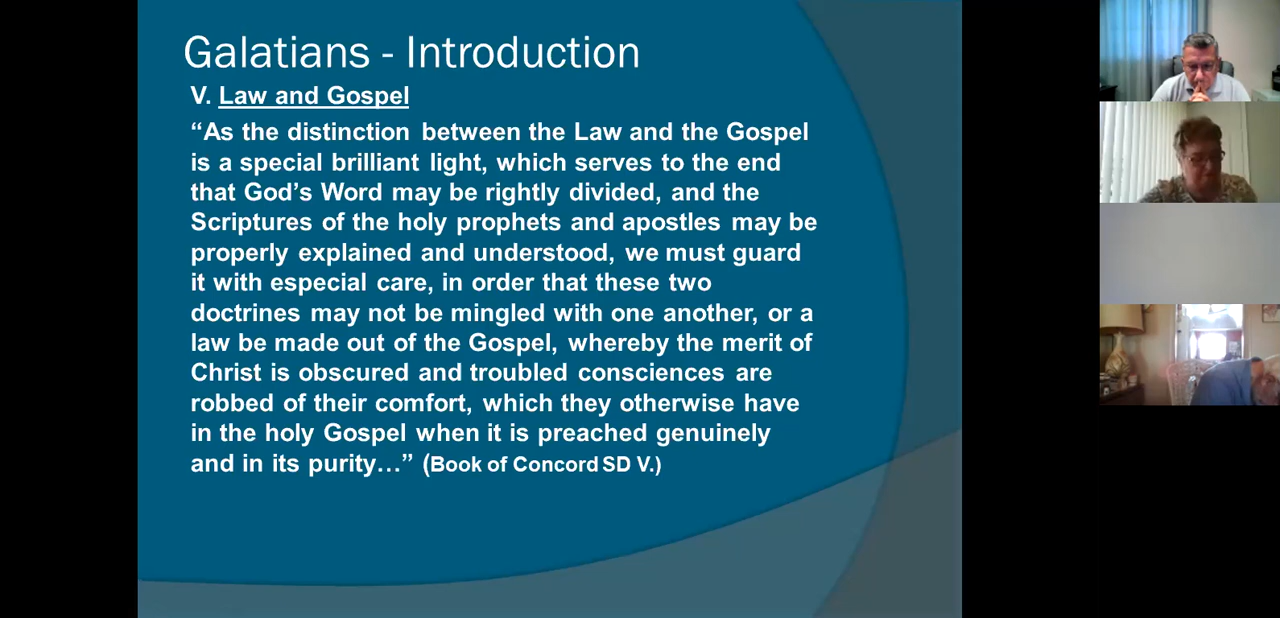 Galatians - Introduction
V. Law and Gospel
“As the distinction between the Law and the Gospel
is a special brilliant light, which serves to the end
that God’s Word may be rightly divided, and the
Scriptures of the holy prophets and apostles may be
properly explained and understood, we must guard
it with especial care, in order that these two
doctrines may not be mingled with one another, or a
law be made out of the Gospel, whereby the merit of
Christ is obscured and troubled consciences are
robbed of their comfort, which they otherwise have
in the holy Gospel when it is preached genuinely
and in its purity…” (Book of Concord SD V.)